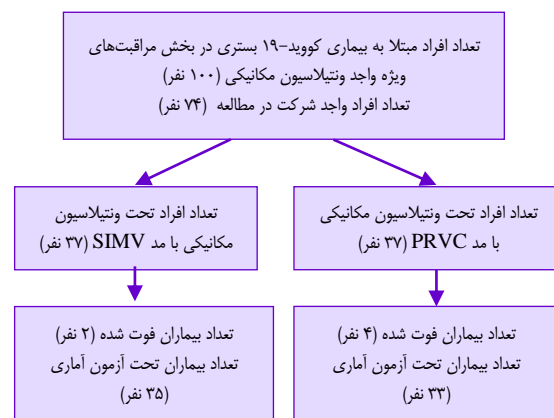 تعداد افراد مبتلا به بیماری کووید-۱۹ بستری در بخش مراقبت‌های
ویژه واجد ونتیلاسیون مکانیکی (۱۰۰ نفر)
تعداد افراد واجد شرکت در مطالعه (۷۴ نفر)
تعداد افراد تحت ونتیلاسیون مکانیکی
با مد PRVC (۳۷ نفر)
تعداد افراد تحت ونتیلاسیون
مکانیکی با مد SIMV (۳۷ نفر)
تعداد بیماران فوت شده (۴ نفر)
تعداد بیماران تحت آزمون آماری
(۳۳ نفر)
تعداد بیماران فوت شده (۲ نفر)
تعداد بیماران تحت آزمون آماری
(۳۵ نفر)